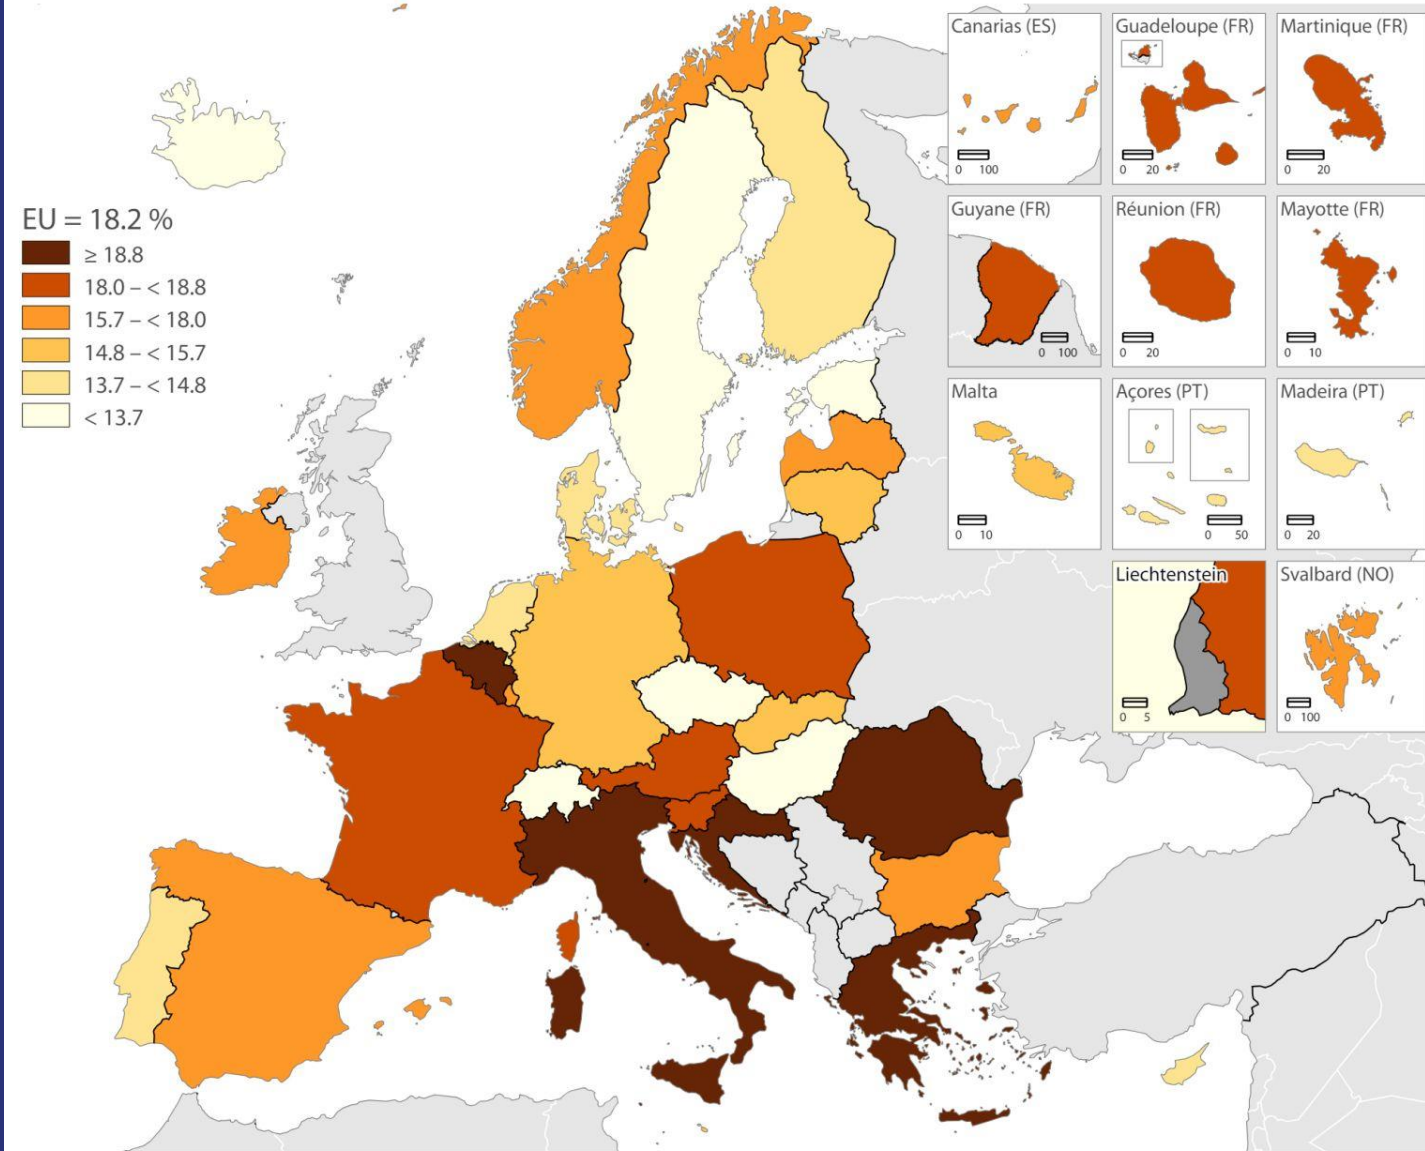 EU = 18.2 %
≥ 18.8
18.0 – < 18.8
15.7 – < 18.0
14.8 – < 15.7
13.7 – < 14.8
< 13.7
Canarias (ES)
0 100
Guadeloupe (FR)
0 20
Martinique (FR)
0 20
Guyane (FR)
0 100
Réunion (FR)
0 20
Mayotte (FR)
0 10
Malta
0 10
Açores (PT)
0 50
Madeira (PT)
0 20
Liechtenstein
0 5
Svalbard (NO)
0 100